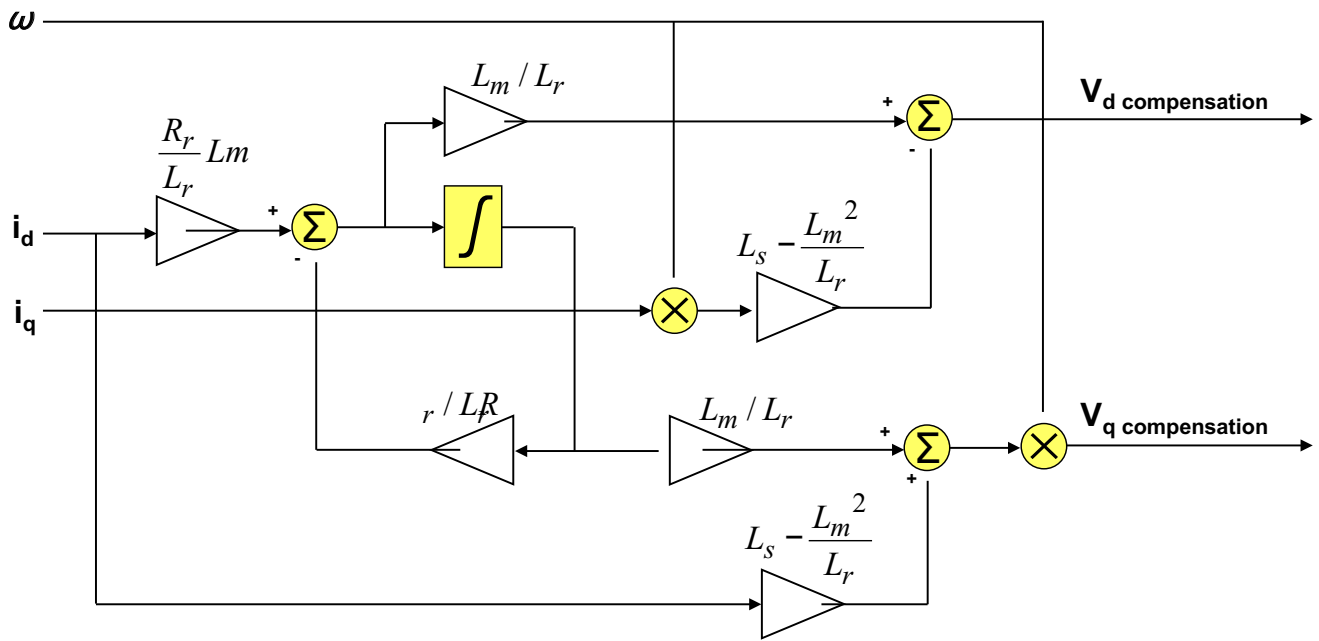 ω
L_m / L_r
V_d compensation
+
Σ
-
R_r
L_r
Lm
i_d
+
Σ
-
∫
L_s − L_m^2
L_r
i_q
×
r / L_rR
L_m / L_r
+
Σ
+
×
V_q compensation
L_s − L_m^2
L_r